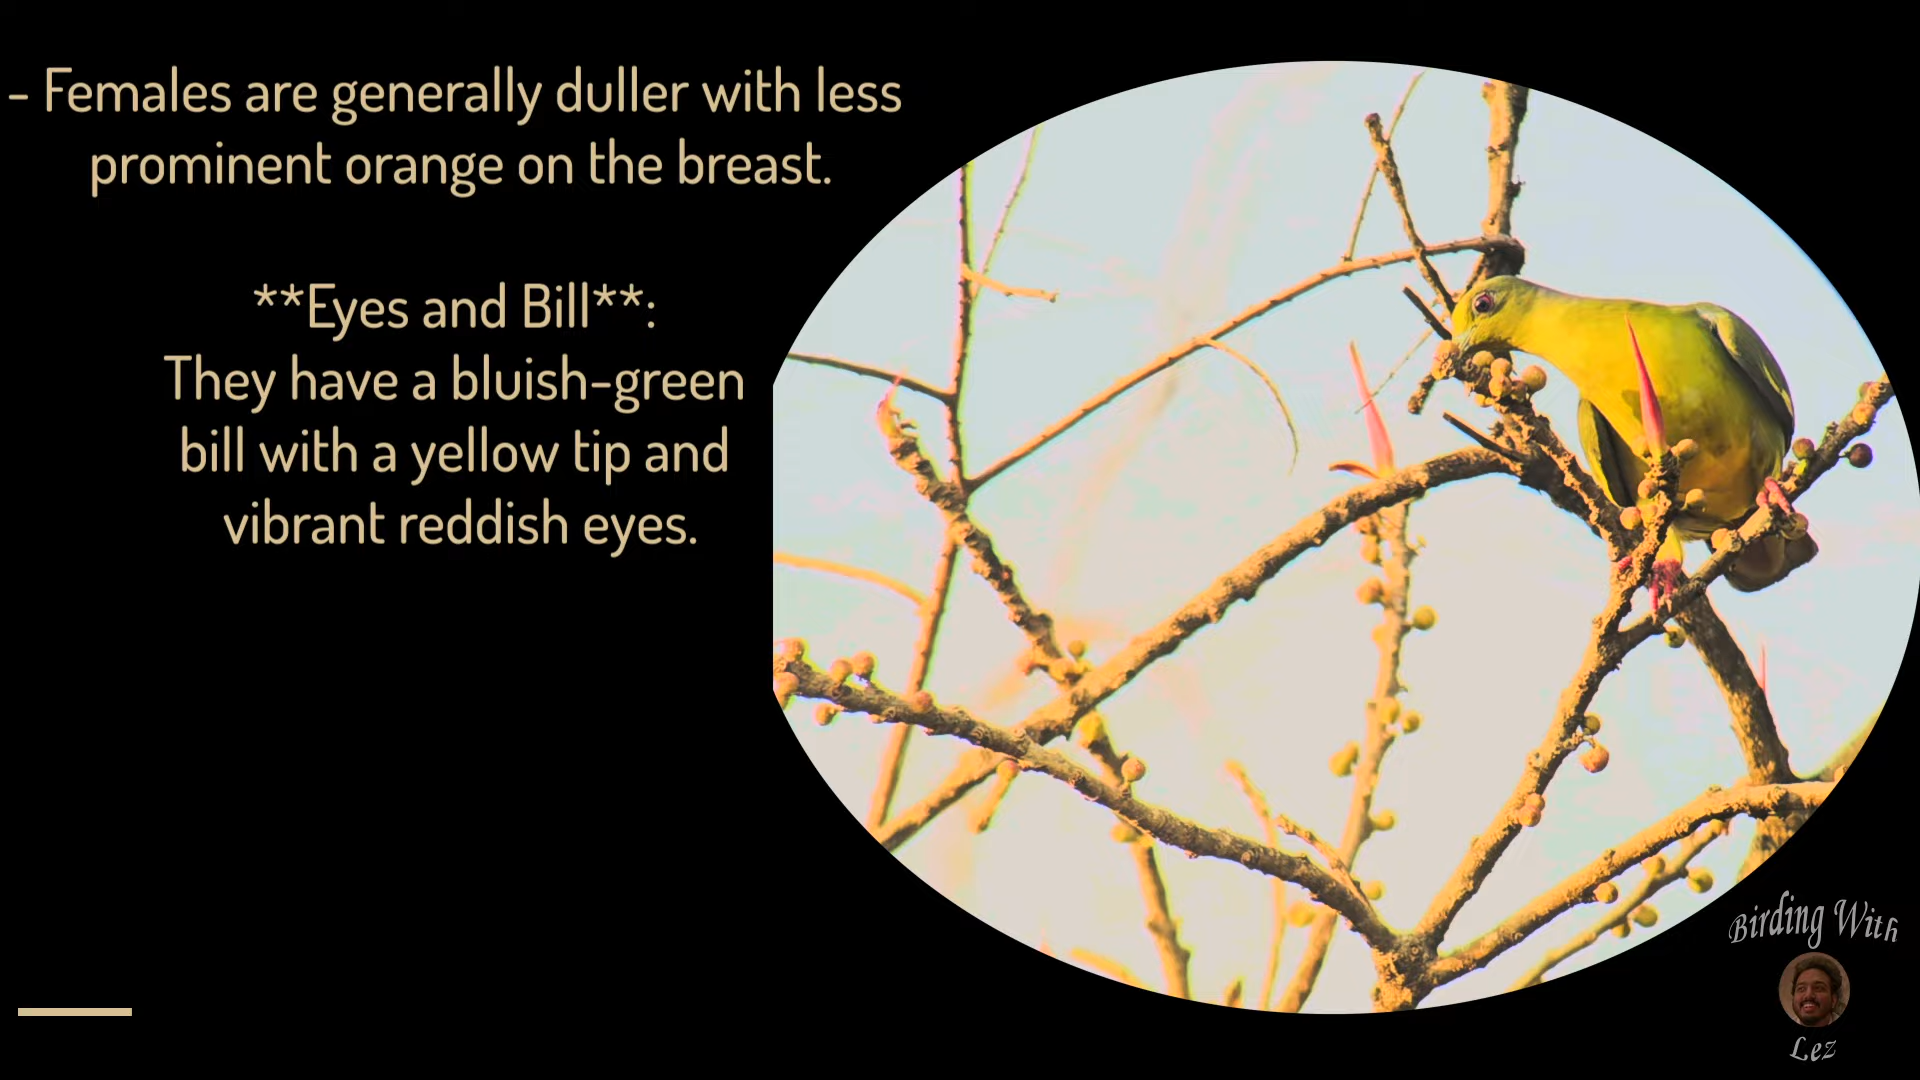 - Females are generally duller with less
prominent orange on the breast.
**Eyes and Bill**:
They have a bluish-green
bill with a yellow tip and
vibrant reddish eyes.
Birding With
Lez